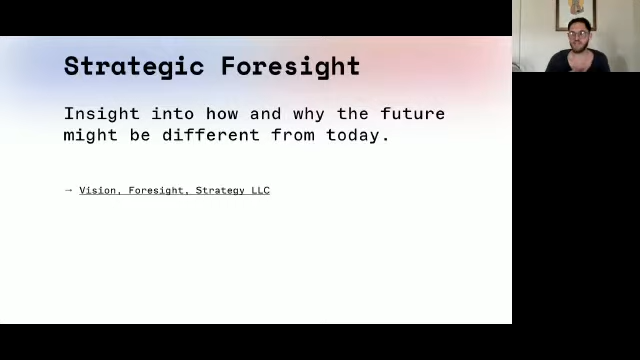 Strategic Foresight
Insight into how and why the future
might be different from today.
→ Vision, Foresight, Strategy LLC